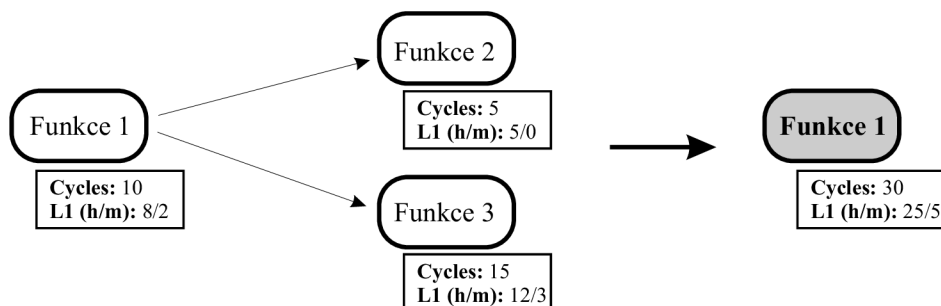 Funkce 1
Cycles: 10
L1 (h/m): 8/2
Funkce 2
Cycles: 5
L1 (h/m): 5/0
Funkce 3
Cycles: 15
L1 (h/m): 12/3
Funkce 1
Cycles: 30
L1 (h/m): 25/5